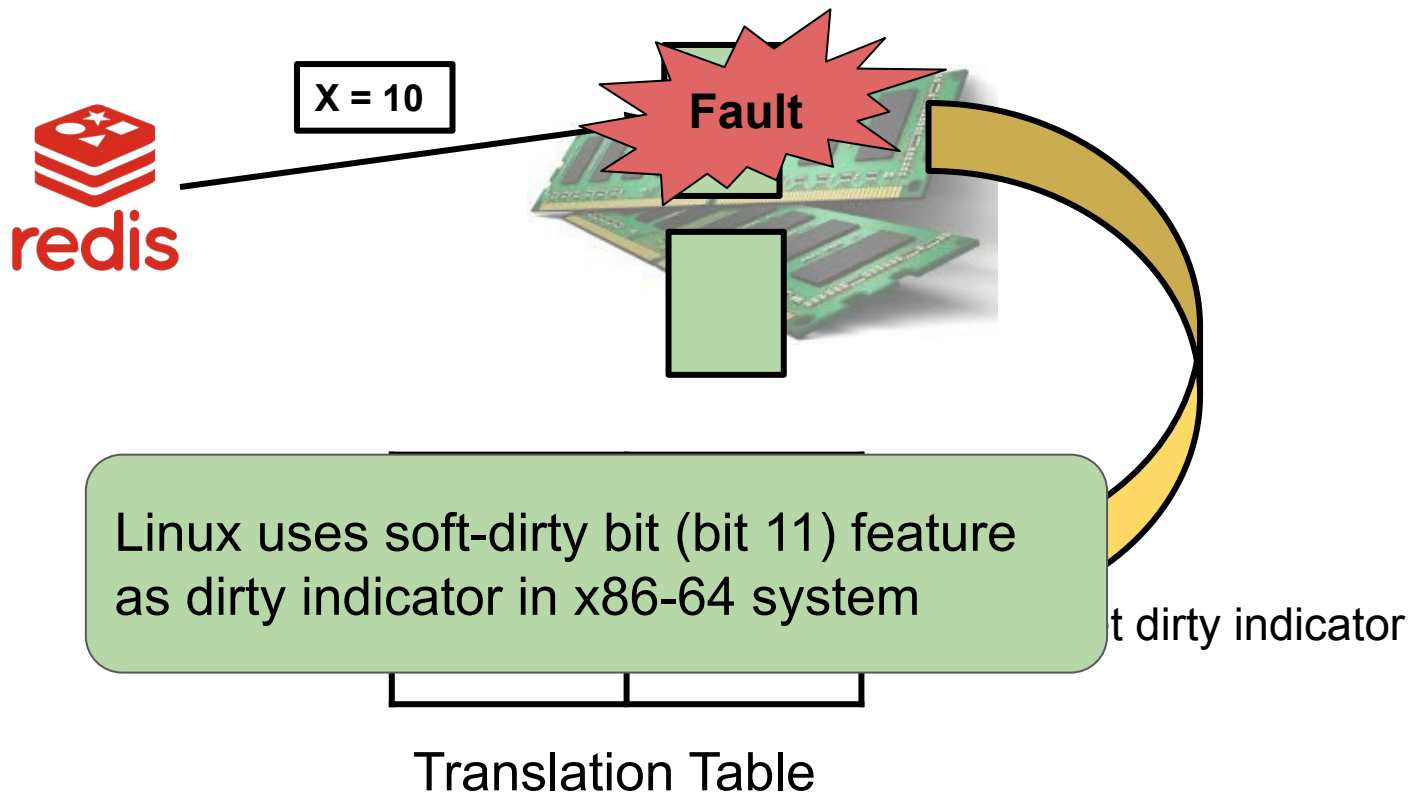 X = 10
Fault
redis
Linux uses soft-dirty bit (bit 11) feature
as dirty indicator in x86-64 system
dirty indicator
Translation Table